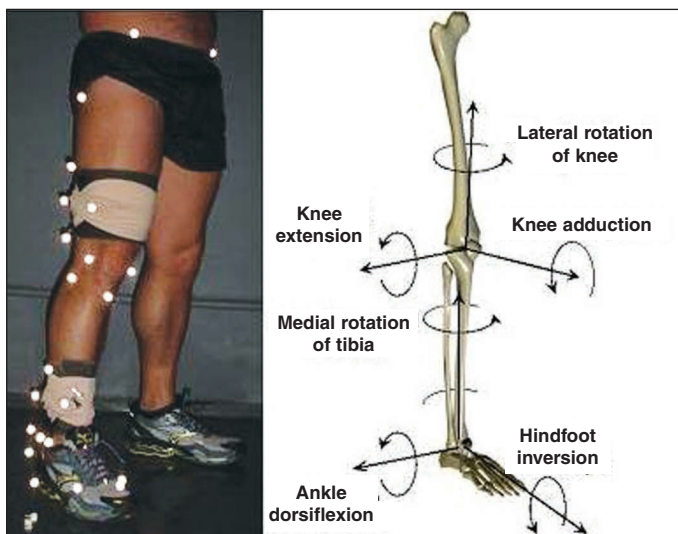 Lateral rotation
of knee
Knee
extension
Knee adduction
Medial rotation
of tibia
Hindfoot
inversion
Ankle
dorsiflexion